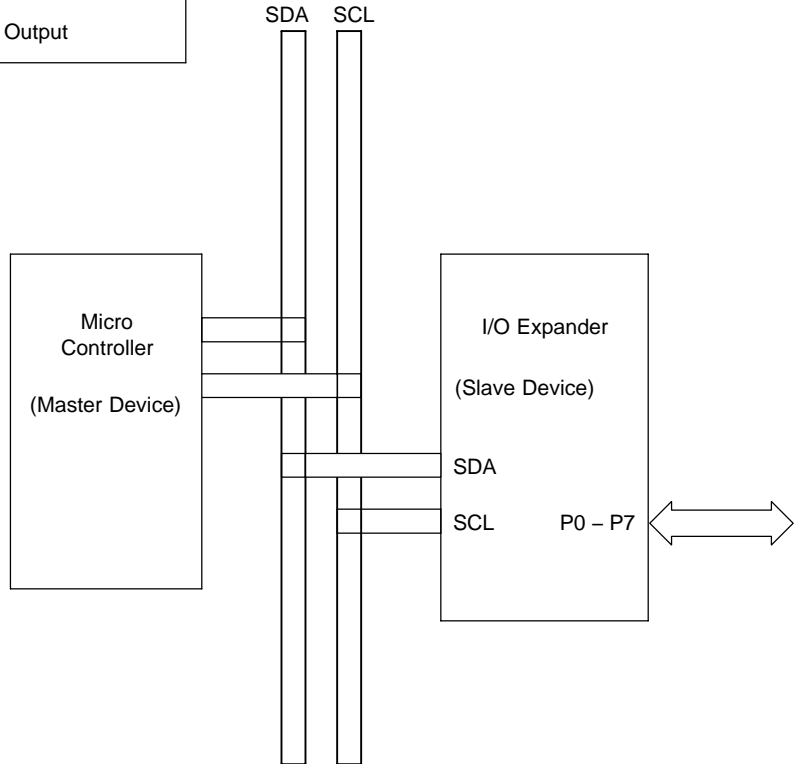 SDA SCL
Output
Micro
Controller
(Master Device)
I/O Expander
(Slave Device)
SDA
SCL P0 – P7